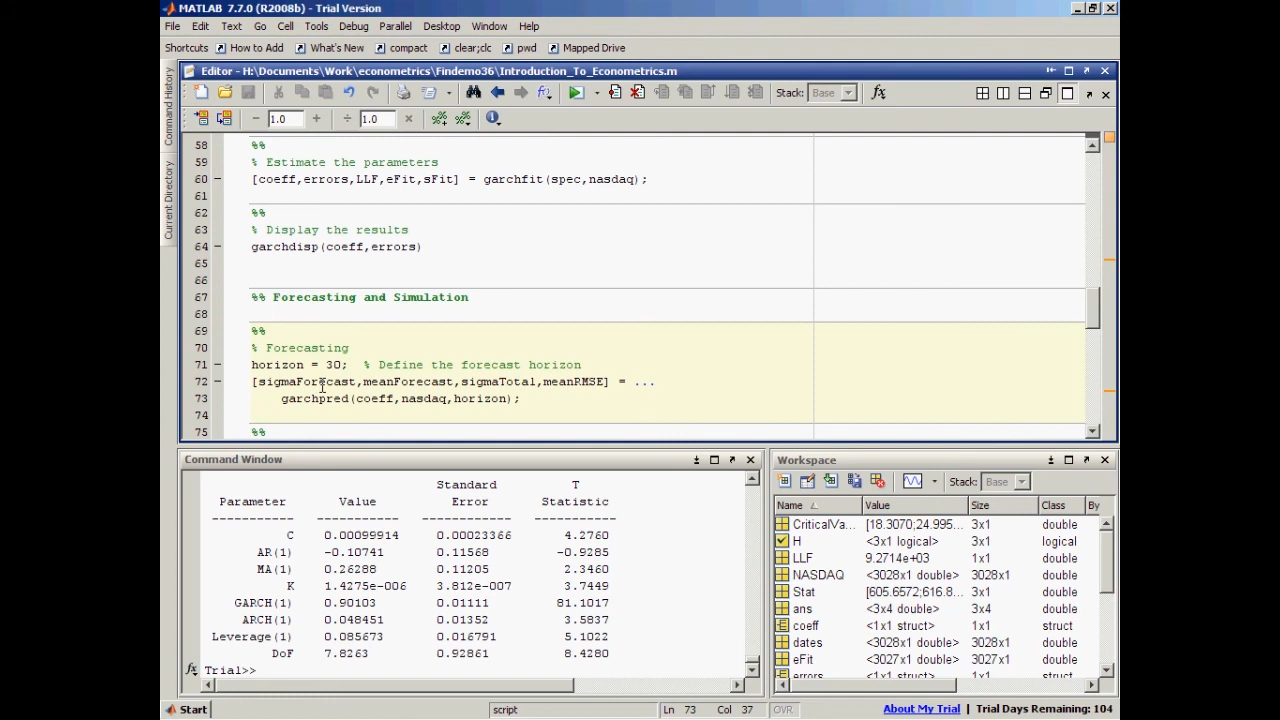 MATLAB 7.7.0 (R2008b) - Trial Version
File Edit Text Go Cell Tools Debug Parallel Desktop Window Help
Shortcuts How to Add What's New compact clear;clc pwd Mapped Drive
Command History
Current Directory
Editor - H:\Documents\Work\econometrics\Findemo36\Introduction_To_Econometrics.m
Stack: Base fx
− 1.0 + ÷ 1.0 ×
58 %%
59 % Estimate the parameters
60 – [coeff,errors,LLF,eFit,sFit] = garchfit(spec,nasdaq);
61
62 %%
63 % Display the results
64 – garchdisp(coeff,errors)
65
66
67 %% Forecasting and Simulation
68
69 %%
70 % Forecasting
71 – horizon = 30; % Define the forecast horizon
72 – [sigmaForecast,meanForecast,sigmaTotal,meanRMSE] = ...
73 garchpred(coeff,nasdaq,horizon);
74
75 %%
Command Window
Standard T
Parameter Value Error Statistic
----------- ----------- ------------ -----------
C 0.00099914 0.00023366 4.2760
AR(1) -0.10741 0.11568 -0.9285
MA(1) 0.26288 0.11205 2.3460
K 1.4275e-006 3.812e-007 3.7449
GARCH(1) 0.90103 0.01111 81.1017
ARCH(1) 0.048451 0.01352 3.5837
Leverage(1) 0.085673 0.016791 5.1022
DoF 7.8263 0.92861 8.4280
fx Trial>>
Workspace
Stack: Base
Name Value Size Class By
CriticalVa... [18.3070;24.995... 3x1 double
H <3x1 logical> 3x1 logical
LLF 9.2714e+03 1x1 double
NASDAQ <3028x1 double> 3028x1 double
Stat [605.6572;616.8... 3x1 double
ans <3x4 double> 3x4 double
coeff <1x1 struct> 1x1 struct
dates <3028x1 double> 3028x1 double
eFit <3027x1 double> 3027x1 double
errors <1x1 struct> 1x1 struct
Start script Ln 73 Col 37 OVR
About My Trial | Trial Days Remaining: 104